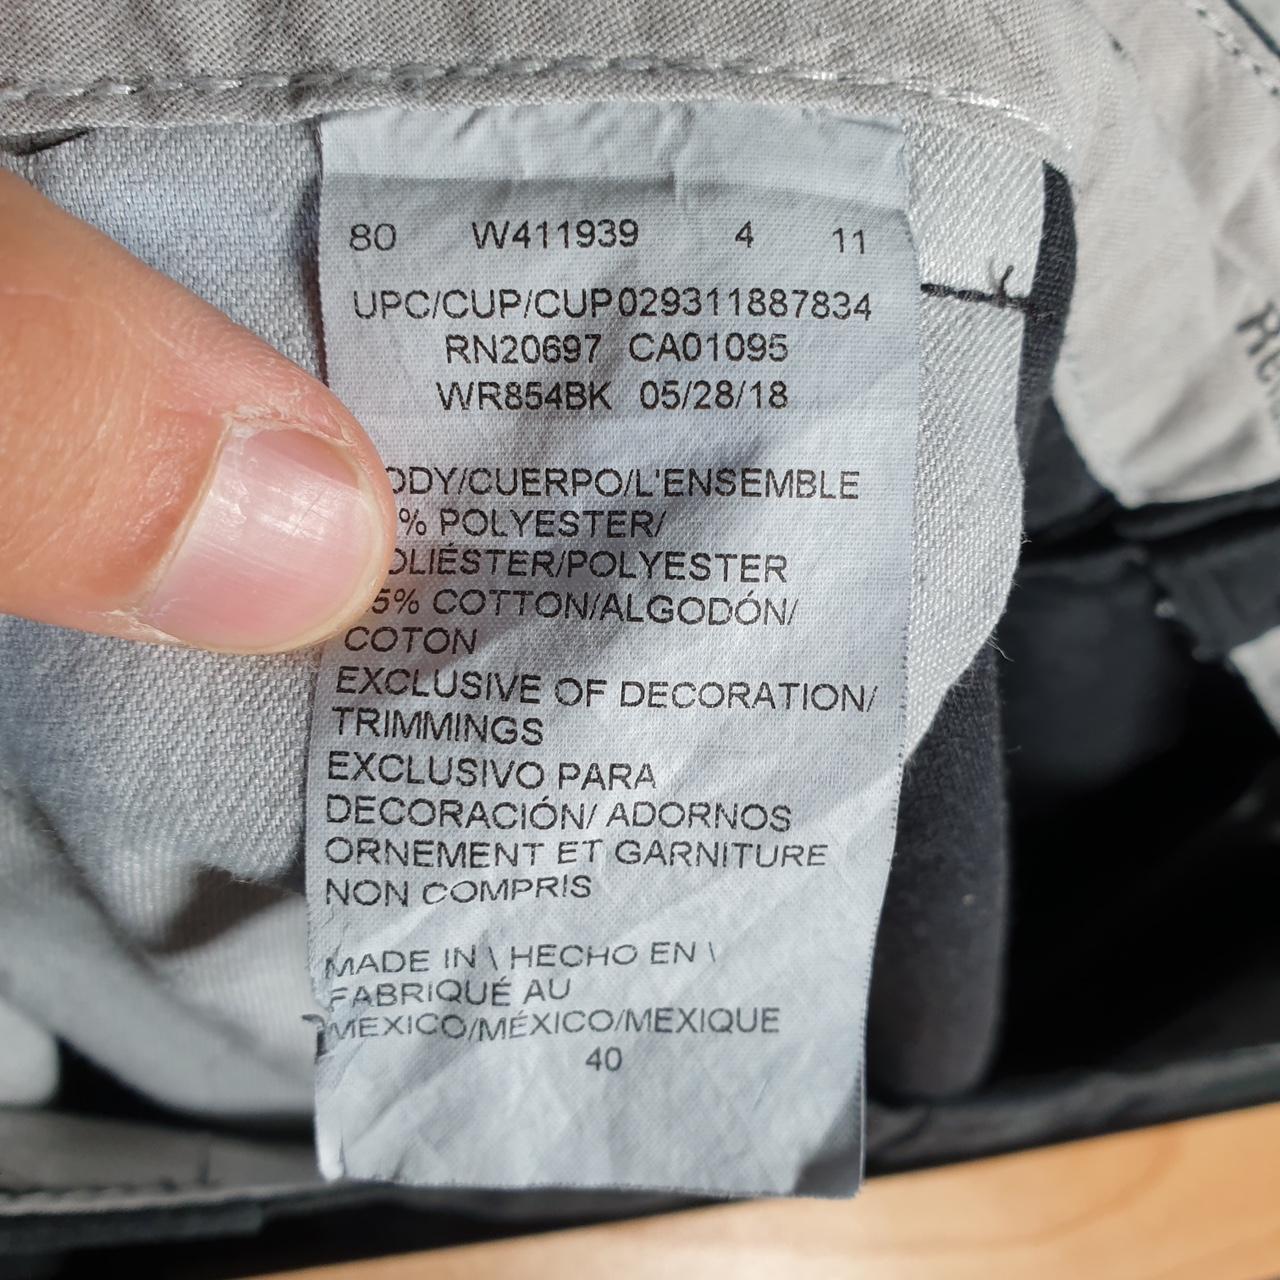 80 W411939 4 11
UPC/CUP/CUP029311887834
RN20697 CA01095
WR854BK 05/28/18
ODY/CUERPO/L'ENSEMBLE
% POLYESTER/
OLIÉSTER/POLYESTER
5% COTTON/ALGODÓN/
COTON
EXCLUSIVE OF DECORATION/
TRIMMINGS
EXCLUSIVO PARA
DECORACIÓN/ ADORNOS
ORNEMENT ET GARNITURE
NON COMPRIS
MADE IN \ HECHO EN \
FABRIQUÉ AU
MEXICO/MÉXICO/MEXIQUE
40